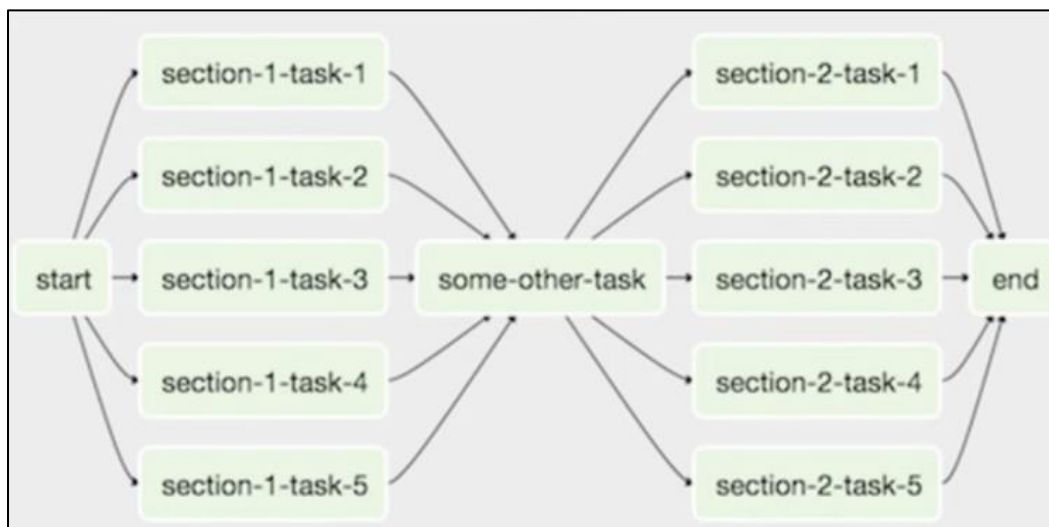 section-1-task-1
section-2-task-1
section-1-task-2
section-2-task-2
start
section-1-task-3
some-other-task
section-2-task-3
end
section-1-task-4
section-2-task-4
section-1-task-5
section-2-task-5